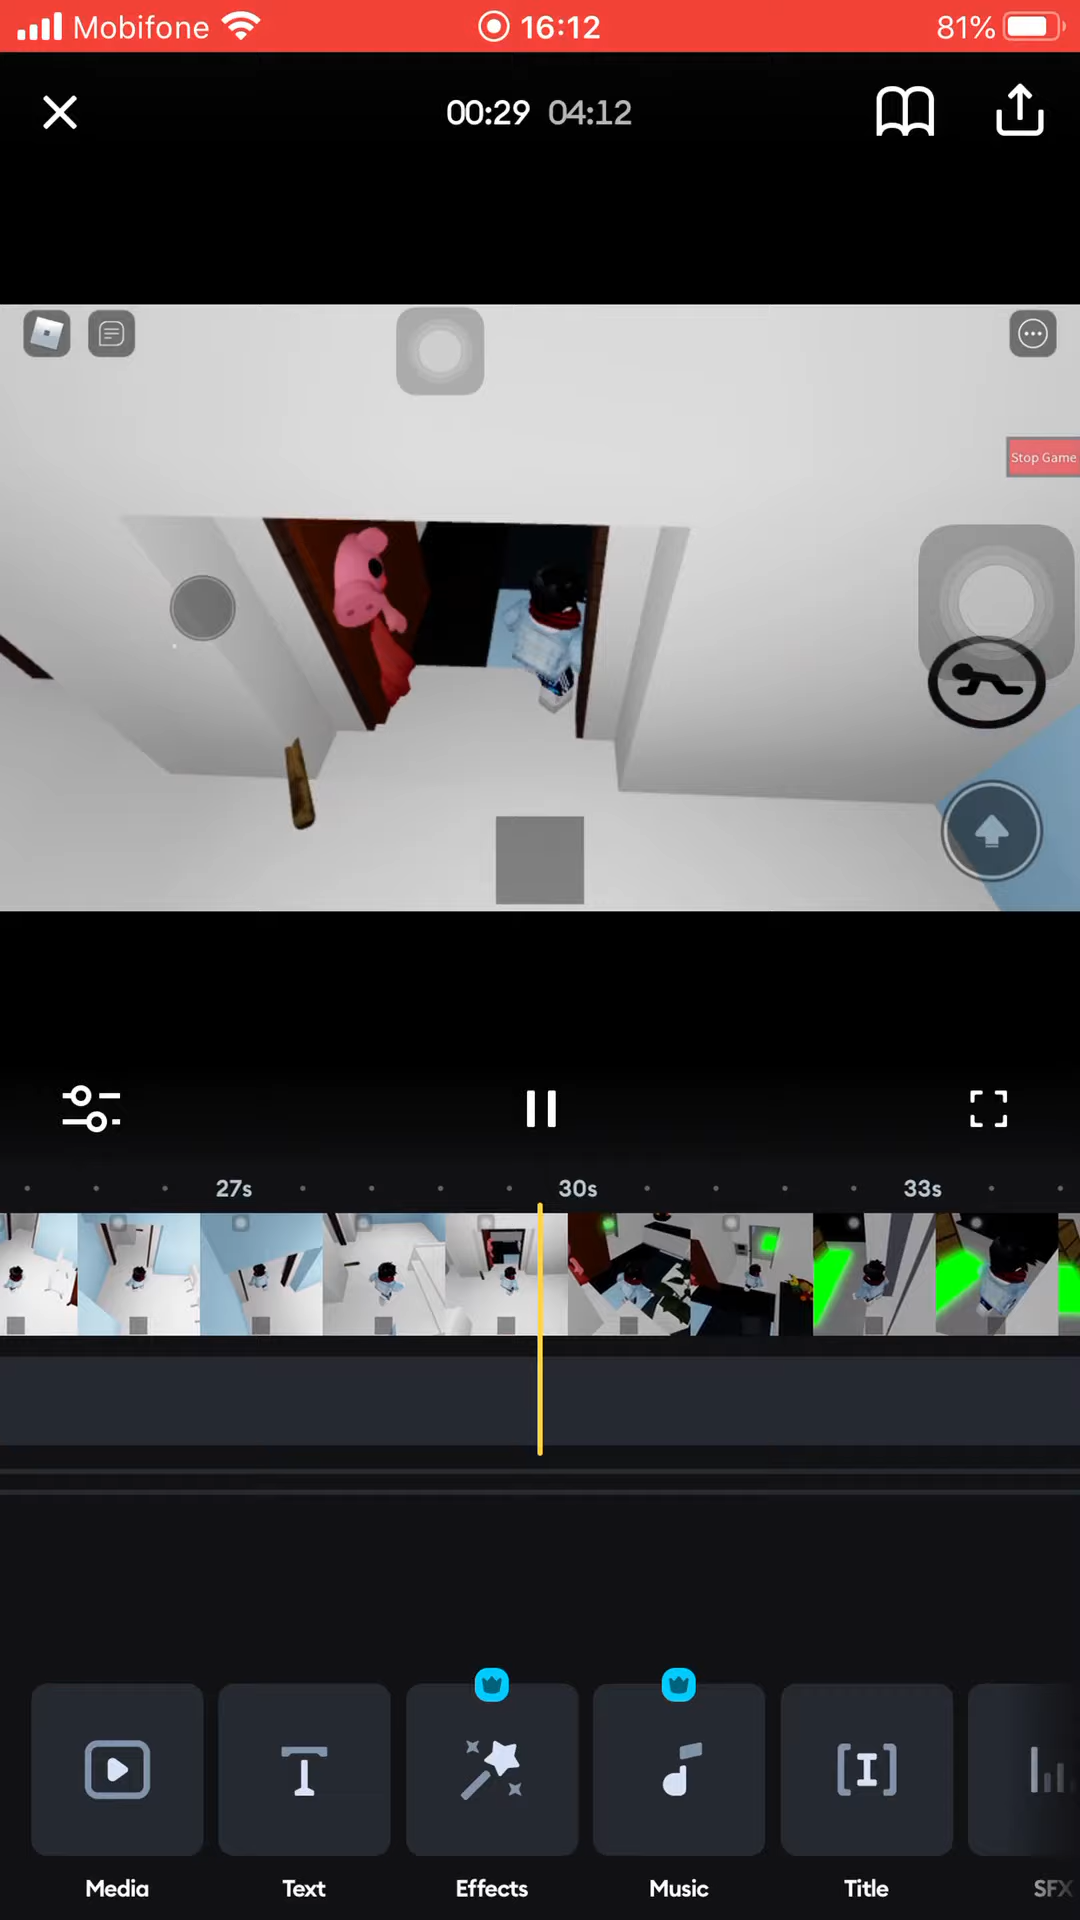 Mobifone 16:12 81%
00:29 04:12
Stop Game
27s 30s 33s
Media Text Effects Music Title SFX